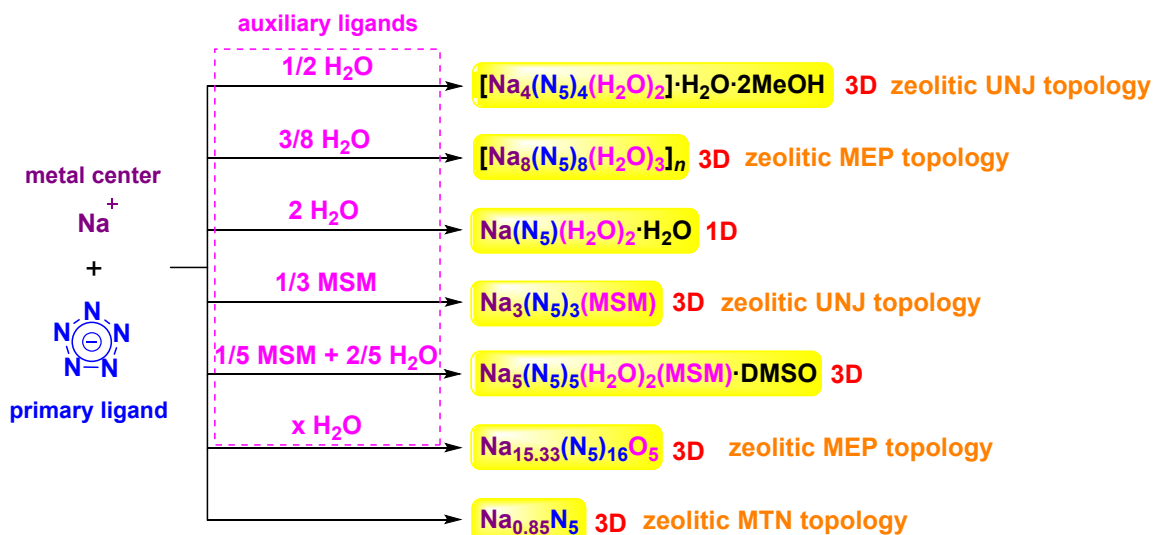 auxiliary ligands
1/2 H₂O
[Na₄(N₅)₄(H₂O)₂]·H₂O·2MeOH 3D zeolitic UNJ topology
3/8 H₂O
[Na₈(N₅)₈(H₂O)₃]ₙ 3D zeolitic MEP topology
metal center
Na⁺
2 H₂O
Na(N₅)(H₂O)₂·H₂O 1D
+
1/3 MSM
Na₃(N₅)₃(MSM) 3D zeolitic UNJ topology
N
N N
N N
−
1/5 MSM + 2/5 H₂O
Na₅(N₅)₅(H₂O)₂(MSM)·DMSO 3D
primary ligand
x H₂O
Na₁₅.₃₃(N₅)₁₆O₅ 3D zeolitic MEP topology
Na₀.₈₅N₅ 3D zeolitic MTN topology